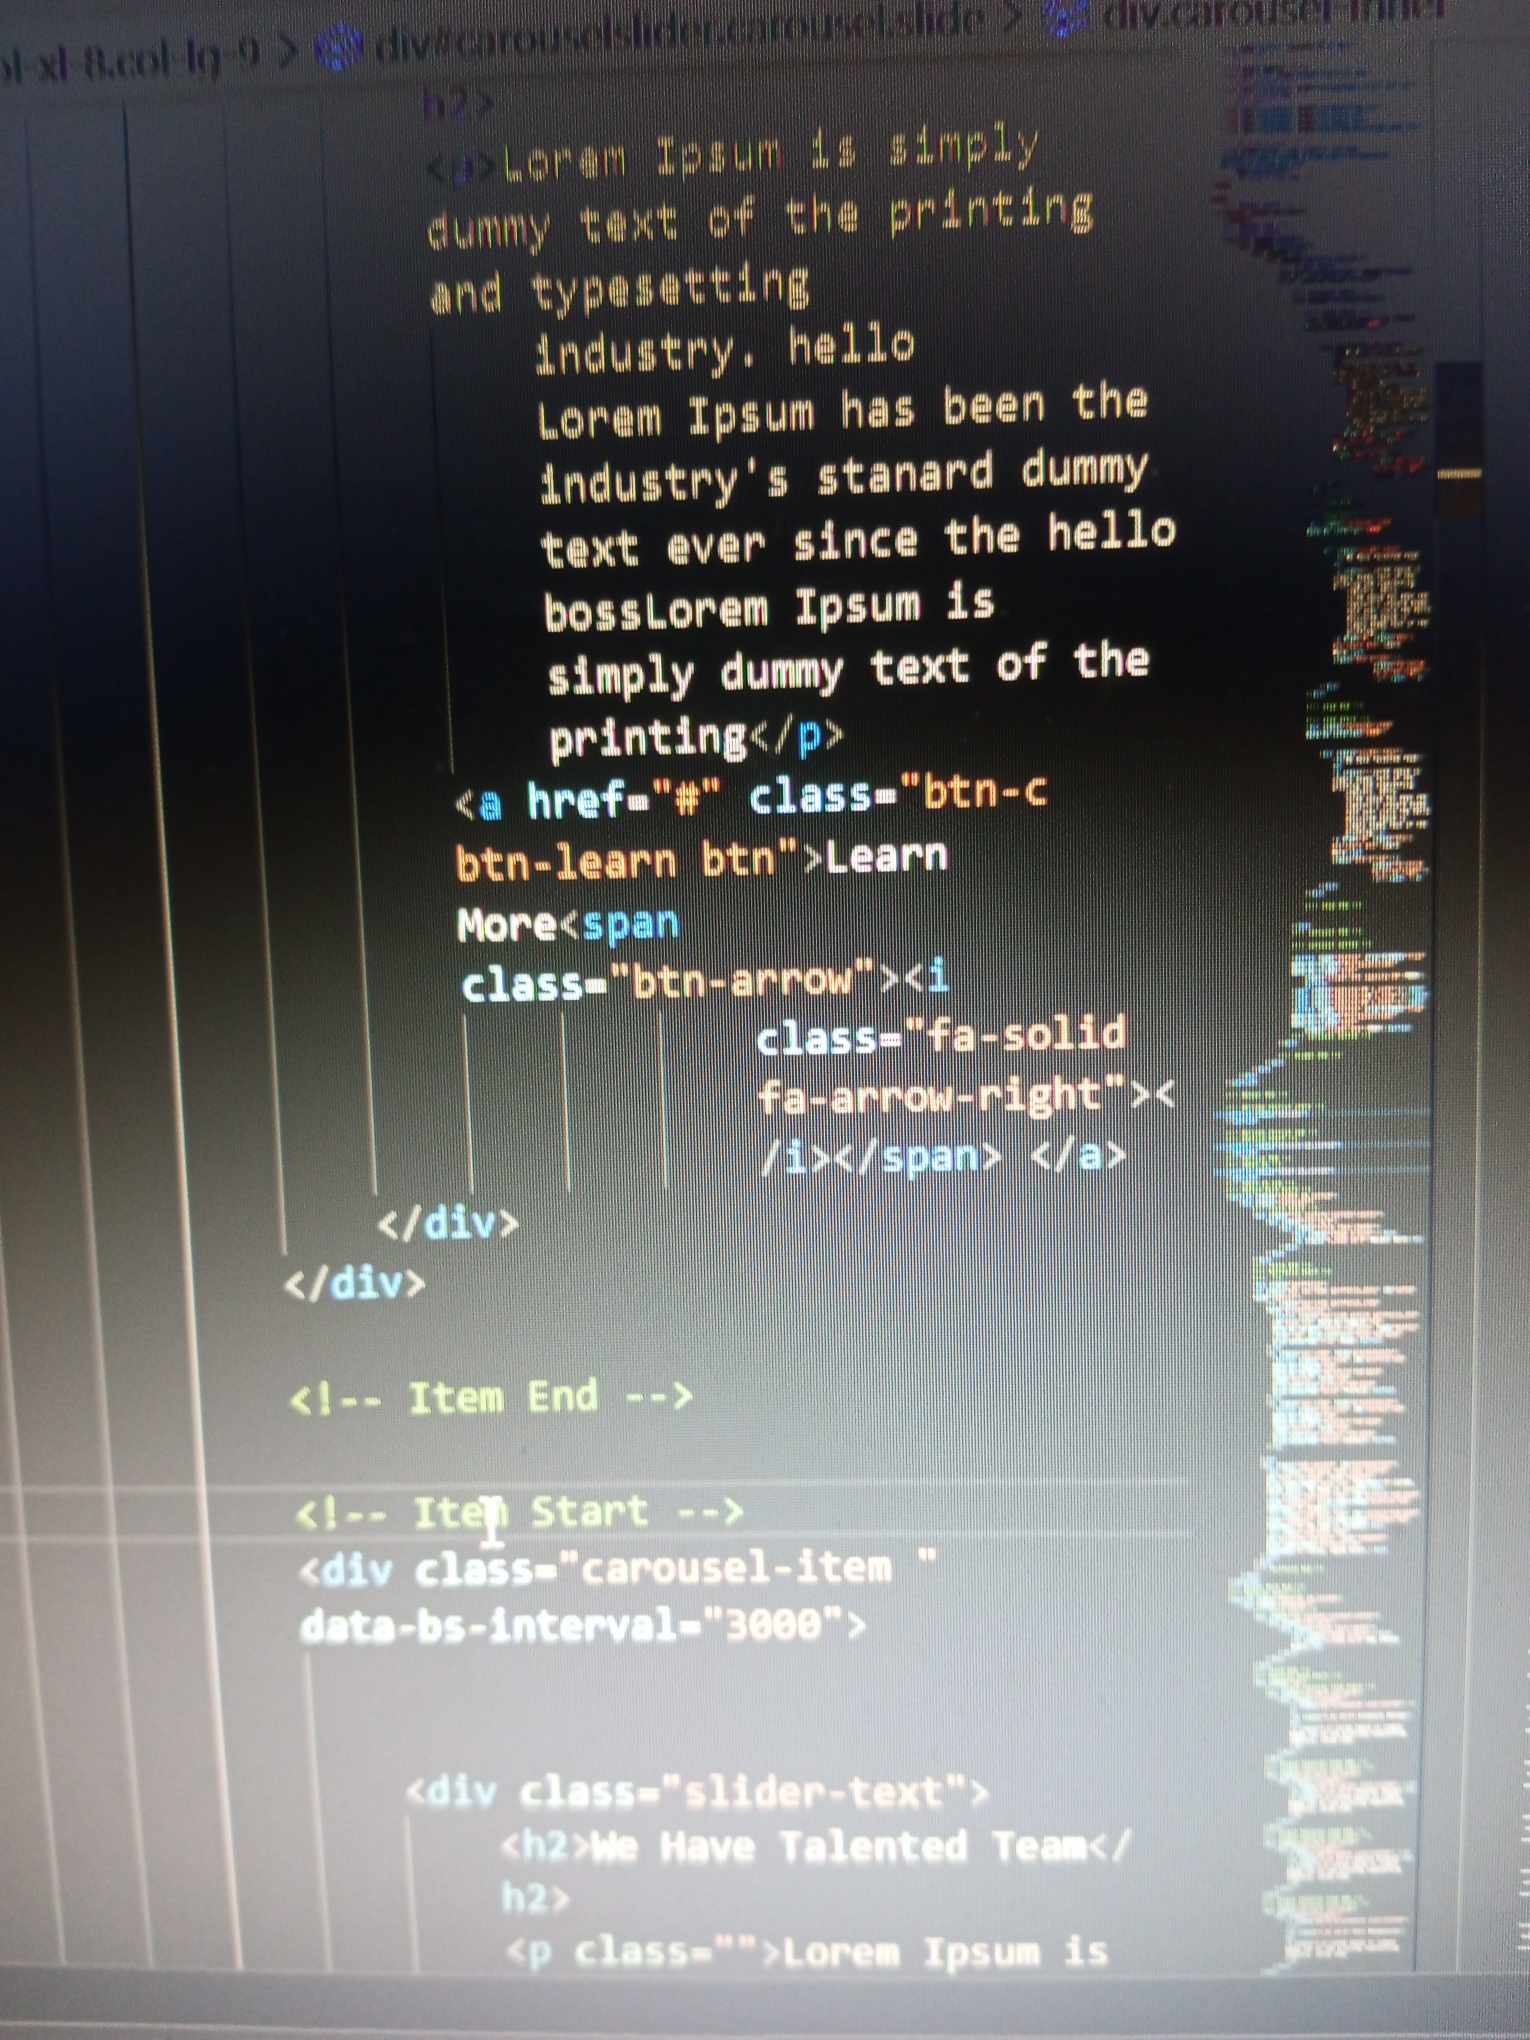 ol-xl-8.col-lg-9 > div#carouselslider.carousel.slide > div.carousel-inner
h2>
<p>Lorem Ipsum is simply
dummy text of the printing
and typesetting
industry. hello
Lorem Ipsum has been the
industry's stanard dummy
text ever since the hello
bossLorem Ipsum is
simply dummy text of the
printing</p>
<a href="#" class="btn-c
btn-learn btn">Learn
More<span
class="btn-arrow"><i
class="fa-solid
fa-arrow-right"><
/i></span> </a>
</div>
</div>
<!-- Item End -->
<!-- Item Start -->
<div class="carousel-item "
data-bs-interval="3000">
<div class="slider-text">
<h2>We Have Talented Team</
h2>
<p class="">Lorem Ipsum is